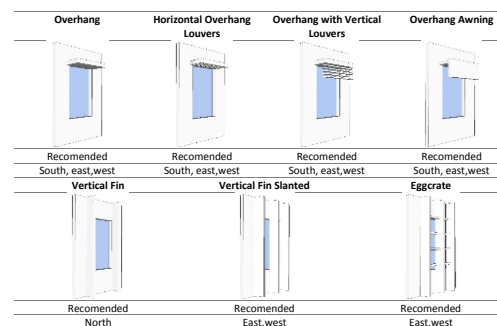 Overhang Horizontal Overhang Louvers Overhang with Vertical Louvers Overhang Awning
Recomended Recomended Recomended Recomended
South, east,west South, east,west South, east,west South, east,west
Vertical Fin Vertical Fin Slanted Eggcrate
Recomended Recomended Recomended
North East,west East,west